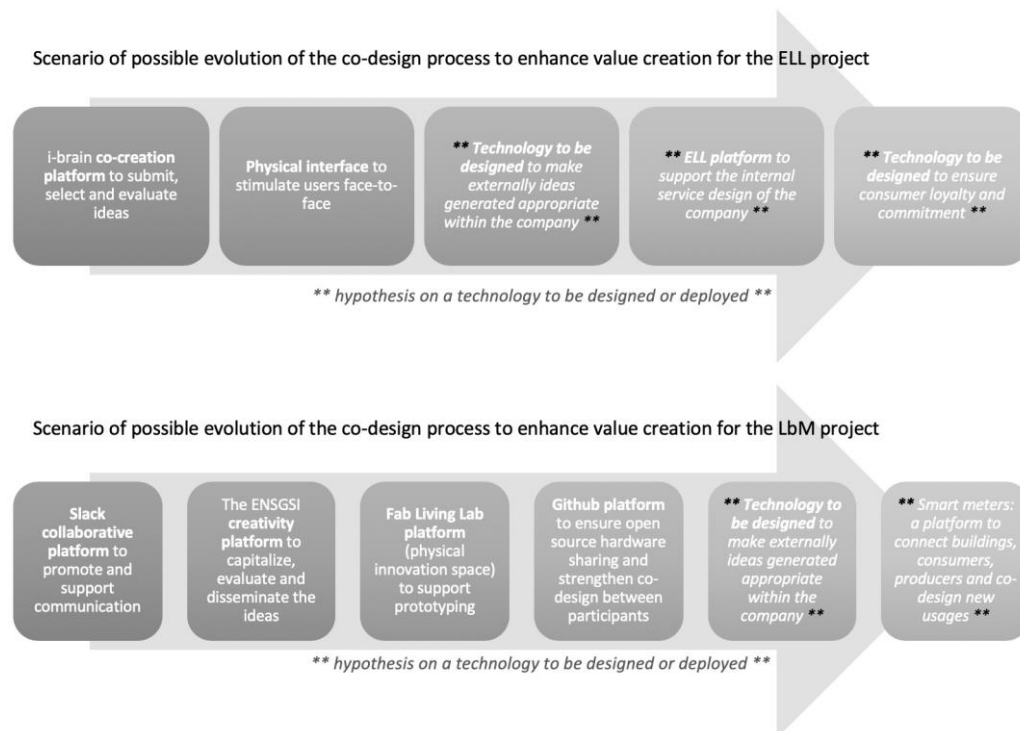 Scenario of possible evolution of the co-design process to enhance value creation for the ELL project
i-brain co-creation
platform to submit,
select and evaluate
ideas
Physical interface to
stimulate users face-to-
face
** Technology to be
designed to make
externally ideas
generated appropriate
within the company **
** ELL platform to
support the internal
service design of the
company **
** Technology to be
designed to ensure
consumer loyalty and
commitment **
** hypothesis on a technology to be designed or deployed **
Scenario of possible evolution of the co-design process to enhance value creation for the LbM project
Slack
collaborative
platform to
promote and
support
communication
The ENSGSI
creativity
platform to
capitalize,
evaluate and
disseminate the
ideas
Fab Living Lab
platform
(physical
innovation space)
to support
prototyping
Github platform
to ensure open
source hardware
sharing and
strengthen co-
design between
participants
** Technology to
be designed to
make externally
ideas generated
appropriate
within the
company **
** Smart meters:
a platform to
connect buildings,
consumers,
producers and co-
design new
usages **
** hypothesis on a technology to be designed or deployed **